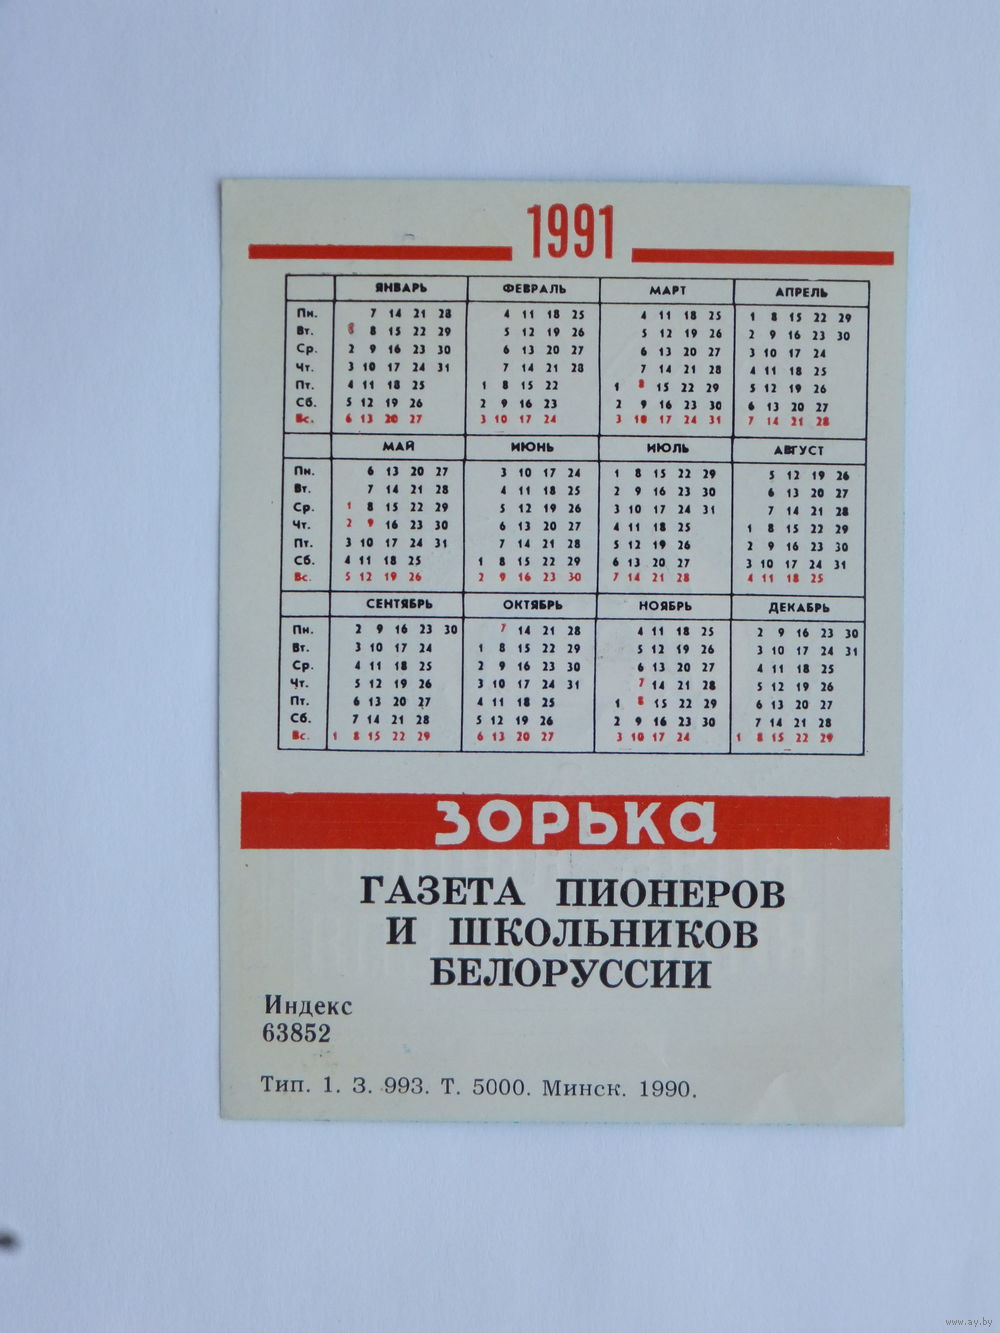 1991
ЯНВАРЬ ФЕВРАЛЬ МАРТ АПРЕЛЬ
Пн. 7 14 21 28 4 11 18 25 4 11 18 25 1 8 15 22 29
Вт. 1 8 15 22 29 5 12 19 26 5 12 19 26 2 9 16 23 30
Ср. 2 9 16 23 30 6 13 20 27 6 13 20 27 3 10 17 24
Чт. 3 10 17 24 31 7 14 21 28 7 14 21 28 4 11 18 25
Пт. 4 11 18 25 1 8 15 22 1 8 15 22 29 5 12 19 26
Сб. 5 12 19 26 2 9 16 23 2 9 16 23 30 6 13 20 27
Вс. 6 13 20 27 3 10 17 24 3 10 17 24 31 7 14 21 28
МАЙ ИЮНЬ ИЮЛЬ АВГУСТ
Пн. 6 13 20 27 3 10 17 24 1 8 15 22 29 5 12 19 26
Вт. 7 14 21 28 4 11 18 25 2 9 16 23 30 6 13 20 27
Ср. 1 8 15 22 29 5 12 19 26 3 10 17 24 31 7 14 21 28
Чт. 2 9 16 23 30 6 13 20 27 4 11 18 25 1 8 15 22 29
Пт. 3 10 17 24 31 7 14 21 28 5 12 19 26 2 9 16 23 30
Сб. 4 11 18 25 1 8 15 22 29 6 13 20 27 3 10 17 24 31
Вс. 5 12 19 26 2 9 16 23 30 7 14 21 28 4 11 18 25
СЕНТЯБРЬ ОКТЯБРЬ НОЯБРЬ ДЕКАБРЬ
Пн. 2 9 16 23 30 7 14 21 28 4 11 18 25 2 9 16 23 30
Вт. 3 10 17 24 1 8 15 22 29 5 12 19 26 3 10 17 24 31
Ср. 4 11 18 25 2 9 16 23 30 6 13 20 27 4 11 18 25
Чт. 5 12 19 26 3 10 17 24 31 7 14 21 28 5 12 19 26
Пт. 6 13 20 27 4 11 18 25 1 8 15 22 29 6 13 20 27
Сб. 7 14 21 28 5 12 19 26 2 9 16 23 30 7 14 21 28
Вс. 1 8 15 22 29 6 13 20 27 3 10 17 24 1 8 15 22 29
ЗОРЬКА
ГАЗЕТА ПИОНЕРОВ
И ШКОЛЬНИКОВ
БЕЛОРУССИИ
Индекс
63852
Тип. 1. З. 993. Т. 5000. Минск. 1990.
www.ay.by